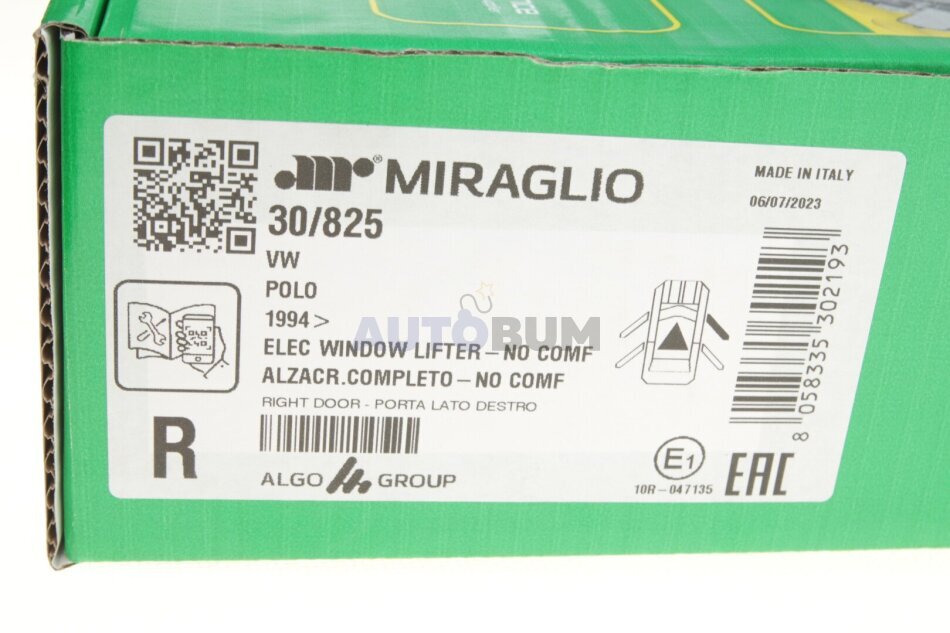 MIRAGLIO
MADE IN ITALY
06/07/2023
30/825
VW
POLO
1994 >
AUTOBUM
ELEC WINDOW LIFTER – NO COMF
ALZACR.COMPLETO – NO COMF
RIGHT DOOR - PORTA LATO DESTRO
R
ALGO GROUP
8 058335 302193
E1
10R – 047135
EAC